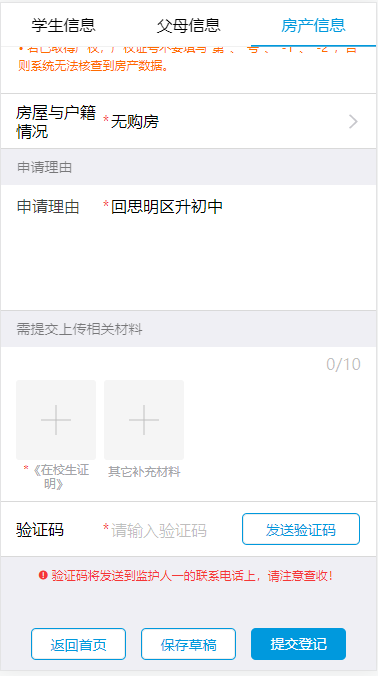 学生信息 父母信息 房产信息
则系统无法核查到房产数据。
房屋与户籍
情况
*无购房
申请理由
申请理由 *回思明区升初中
需提交上传相关材料
0/10
*《在校生证
明》
其它补充材料
验证码 *请输入验证码 发送验证码
验证码将发送到监护人一的联系电话上，请注意查收！
返回首页 保存草稿 提交登记